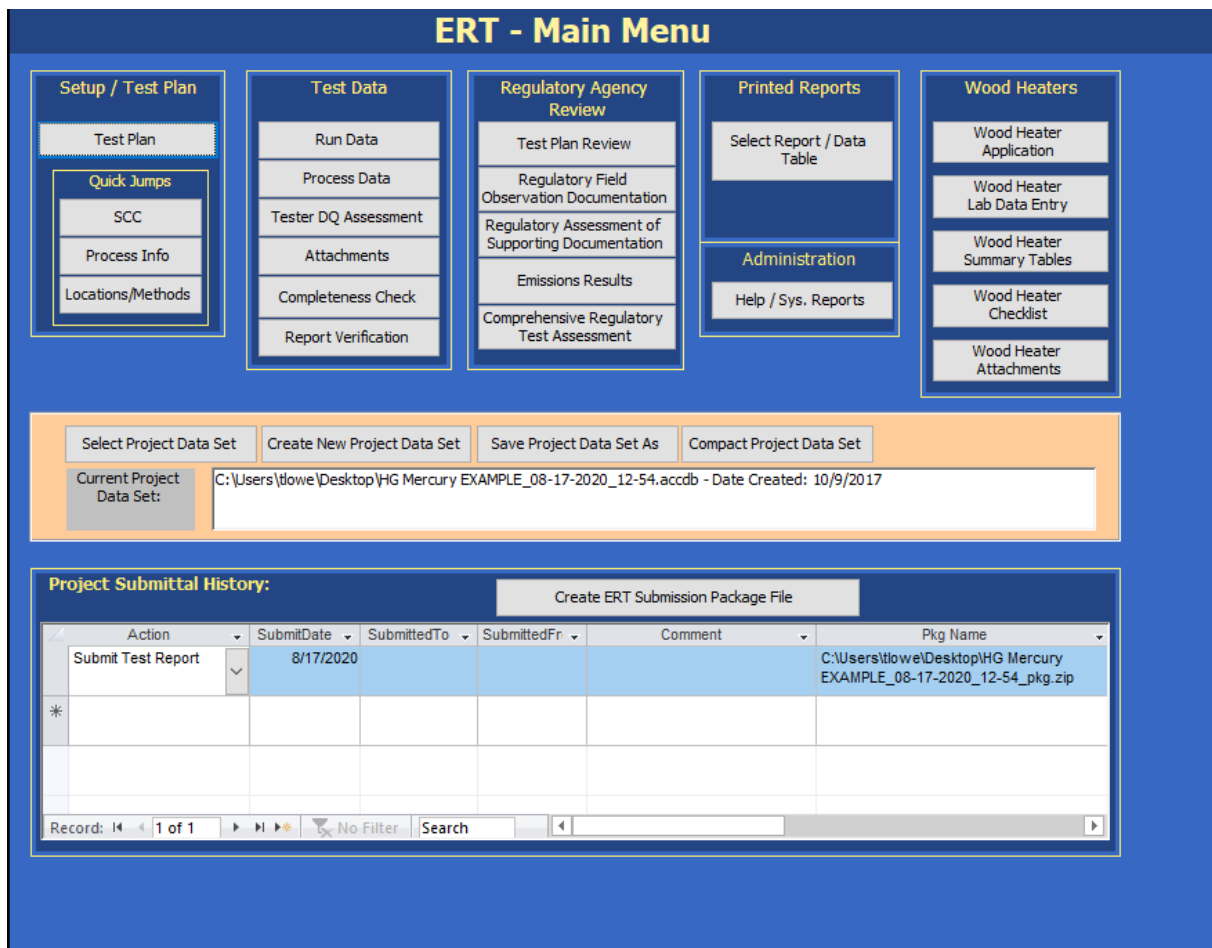 ERT - Main Menu
Setup / Test Plan
Test Plan
Quick Jumps
SCC
Process Info
Locations/Methods
Test Data
Run Data
Process Data
Tester DQ Assessment
Attachments
Completeness Check
Report Verification
Regulatory Agency
Review
Test Plan Review
Regulatory Field
Observation Documentation
Regulatory Assessment of
Supporting Documentation
Emissions Results
Comprehensive Regulatory
Test Assessment
Printed Reports
Select Report / Data
Table
Administration
Help / Sys. Reports
Wood Heaters
Wood Heater
Application
Wood Heater
Lab Data Entry
Wood Heater
Summary Tables
Wood Heater
Checklist
Wood Heater
Attachments
Select Project Data Set
Create New Project Data Set
Save Project Data Set As
Compact Project Data Set
Current Project
Data Set:
C:\Users\tlowe\Desktop\HG Mercury EXAMPLE_08-17-2020_12-54.accdb - Date Created: 10/9/2017
Project Submittal History:
Create ERT Submission Package File
Action SubmitDate SubmittedTo SubmittedFr Comment Pkg Name
Submit Test Report 8/17/2020 C:\Users\tlowe\Desktop\HG Mercury
EXAMPLE_08-17-2020_12-54_pkg.zip
Record: 1 of 1 No Filter Search